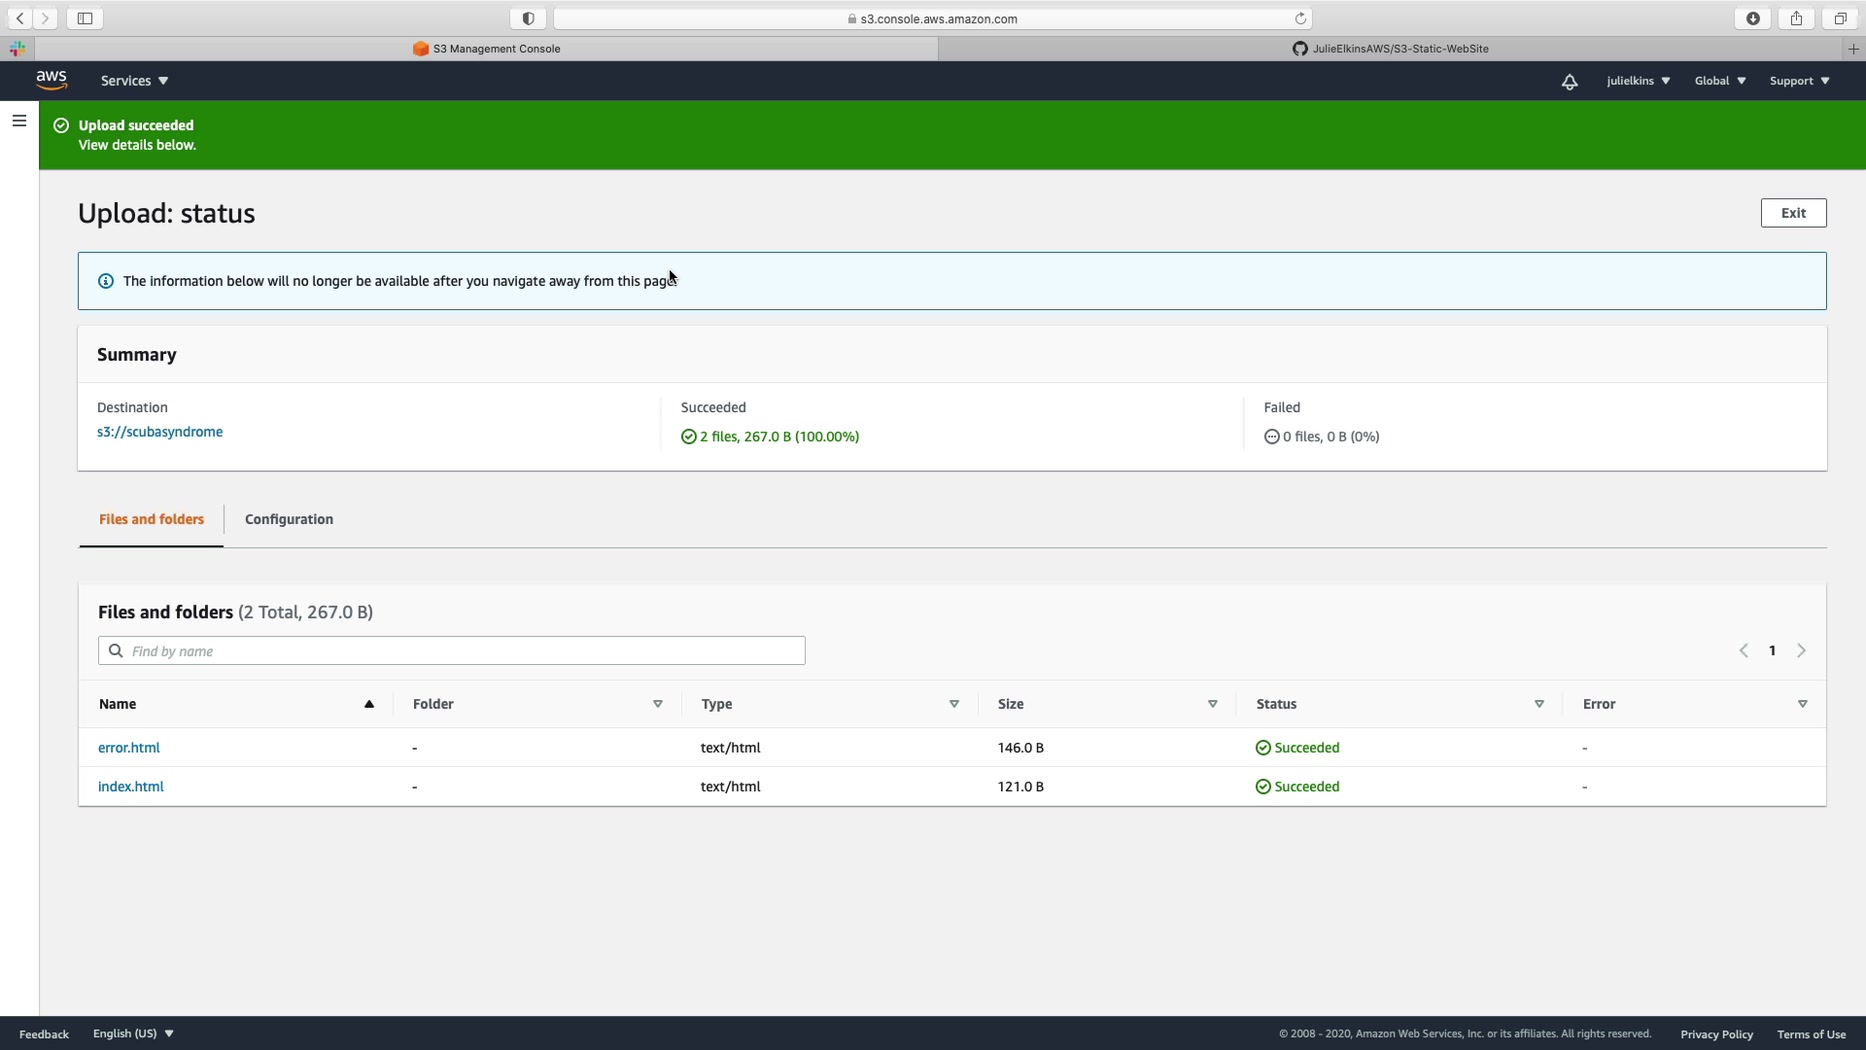 s3.console.aws.amazon.com
S3 Management Console
JulieElkinsAWS/S3-Static-WebSite
aws
Services
julielkins
Global
Support
Upload succeeded
View details below.
Upload: status
Exit
The information below will no longer be available after you navigate away from this page.
Summary
Destination
s3://scubasyndrome
Succeeded
2 files, 267.0 B (100.00%)
Failed
0 files, 0 B (0%)
Files and folders
Configuration
Files and folders (2 Total, 267.0 B)
Find by name
1
Name
Folder
Type
Size
Status
Error
error.html - text/html 146.0 B Succeeded -
index.html - text/html 121.0 B Succeeded -
Feedback
English (US)
© 2008 - 2020, Amazon Web Services, Inc. or its affiliates. All rights reserved.
Privacy Policy
Terms of Use